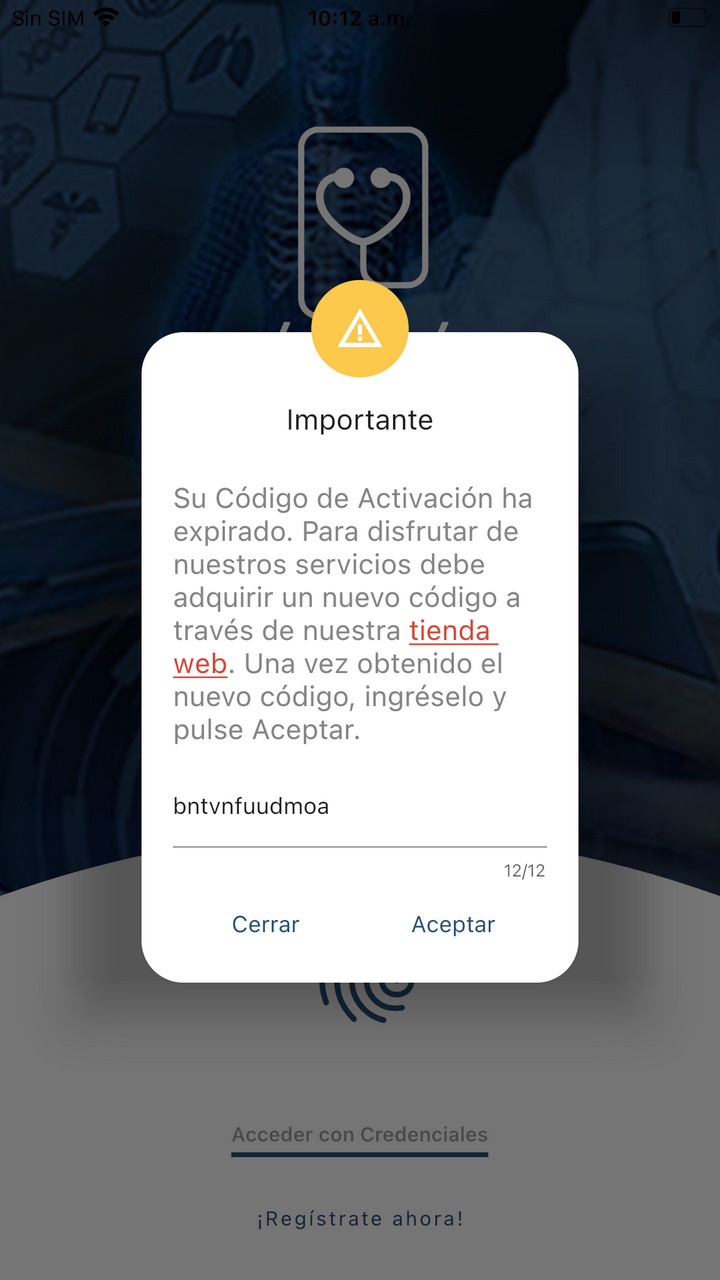 Sin SIM 10:12 a.m.
Importante
Su Código de Activación ha
expirado. Para disfrutar de
nuestros servicios debe
adquirir un nuevo código a
través de nuestra tienda
web. Una vez obtenido el
nuevo código, ingréselo y
pulse Aceptar.
bntvnfuudmoa
12/12
Cerrar Aceptar
Acceder con Credenciales
¡Regístrate ahora!